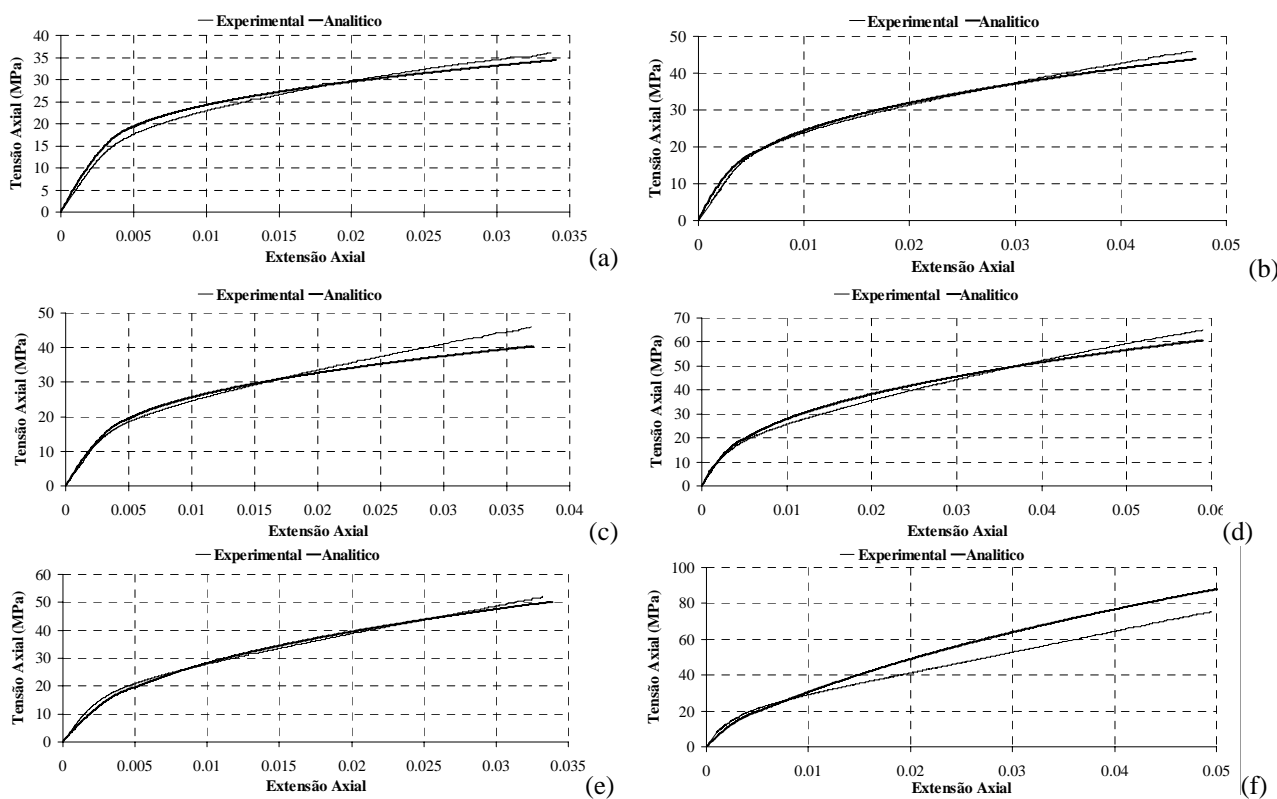 Experimental Analitico
Tensão Axial (MPa)
40
35
30
25
20
15
10
5
0
0 0.005 0.01 0.015 0.02 0.025 0.03 0.035
Extensão Axial
(a)
Experimental Analitico
Tensão Axial (MPa)
50
40
30
20
10
0
0 0.01 0.02 0.03 0.04 0.05
Extensão Axial
(b)
Experimental Analitico
Tensão Axial (MPa)
50
40
30
20
10
0
0 0.005 0.01 0.015 0.02 0.025 0.03 0.035 0.04
Extensão Axial
(c)
Experimental Analitico
Tensão Axial (MPa)
70
60
50
40
30
20
10
0
0 0.01 0.02 0.03 0.04 0.05 0.06
Extensão Axial
(d)
Experimental Analitico
Tensão Axial (MPa)
60
50
40
30
20
10
0
0 0.005 0.01 0.015 0.02 0.025 0.03 0.035
Extensão Axial
(e)
Experimental Analitico
Tensão Axial (MPa)
100
80
60
40
20
0
0 0.01 0.02 0.03 0.04 0.05
Extensão Axial
(f)